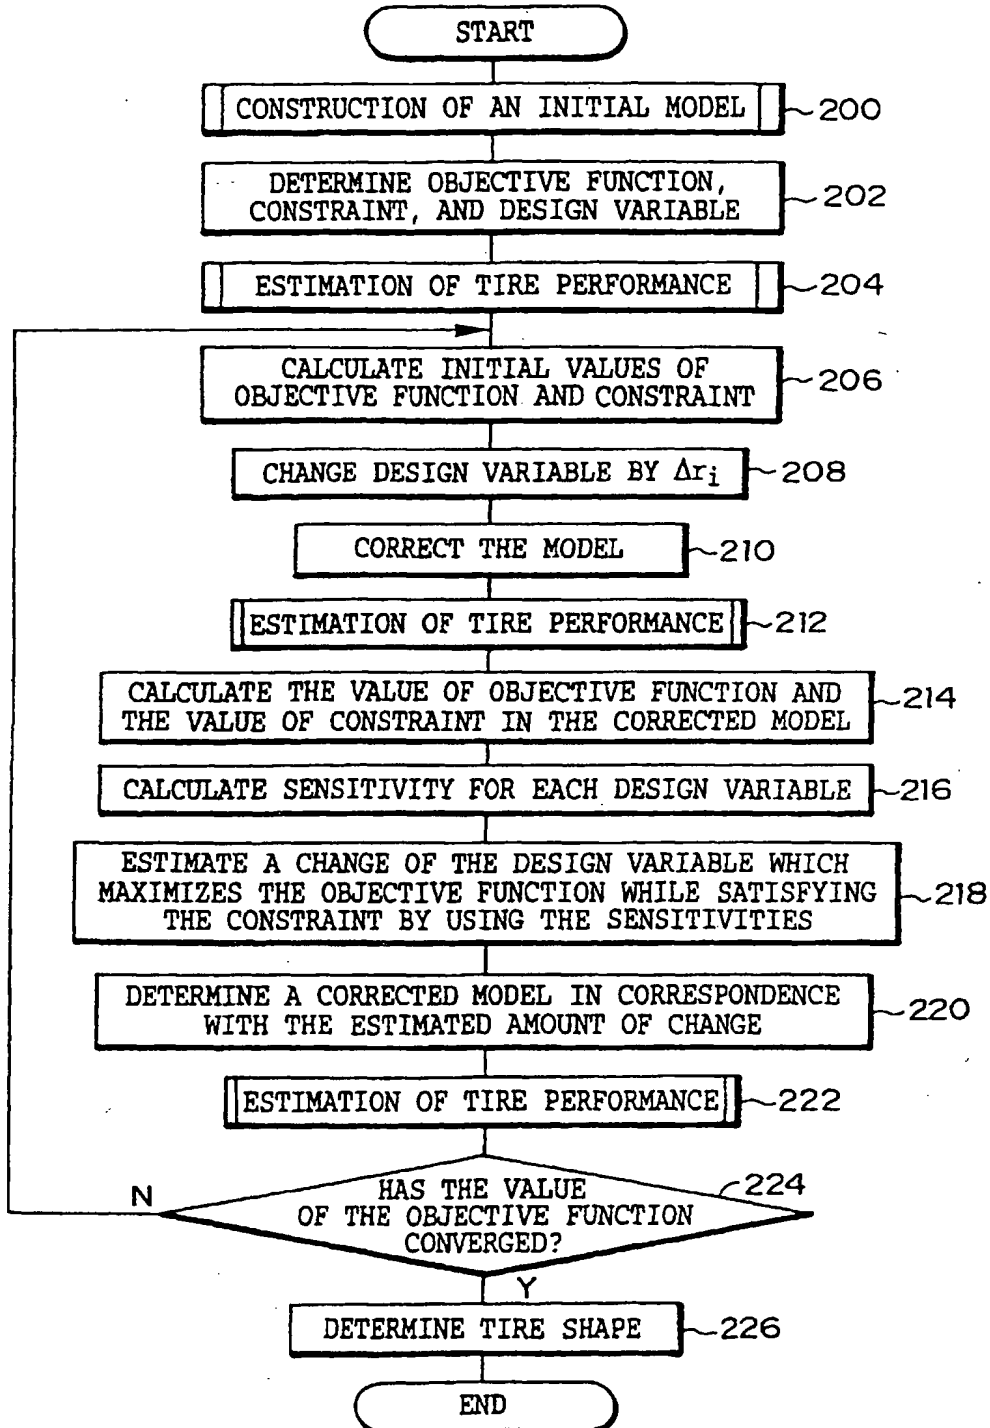 START
CONSTRUCTION OF AN INITIAL MODEL
200
DETERMINE OBJECTIVE FUNCTION,
CONSTRAINT, AND DESIGN VARIABLE
202
ESTIMATION OF TIRE PERFORMANCE
204
CALCULATE INITIAL VALUES OF
OBJECTIVE FUNCTION AND CONSTRAINT
206
CHANGE DESIGN VARIABLE BY Δri
208
CORRECT THE MODEL
210
ESTIMATION OF TIRE PERFORMANCE
212
CALCULATE THE VALUE OF OBJECTIVE FUNCTION AND
THE VALUE OF CONSTRAINT IN THE CORRECTED MODEL
214
CALCULATE SENSITIVITY FOR EACH DESIGN VARIABLE
216
ESTIMATE A CHANGE OF THE DESIGN VARIABLE WHICH
MAXIMIZES THE OBJECTIVE FUNCTION WHILE SATISFYING
THE CONSTRAINT BY USING THE SENSITIVITIES
218
DETERMINE A CORRECTED MODEL IN CORRESPONDENCE
WITH THE ESTIMATED AMOUNT OF CHANGE
220
ESTIMATION OF TIRE PERFORMANCE
222
N
HAS THE VALUE
OF THE OBJECTIVE FUNCTION
CONVERGED?
224
Y
DETERMINE TIRE SHAPE
226
END